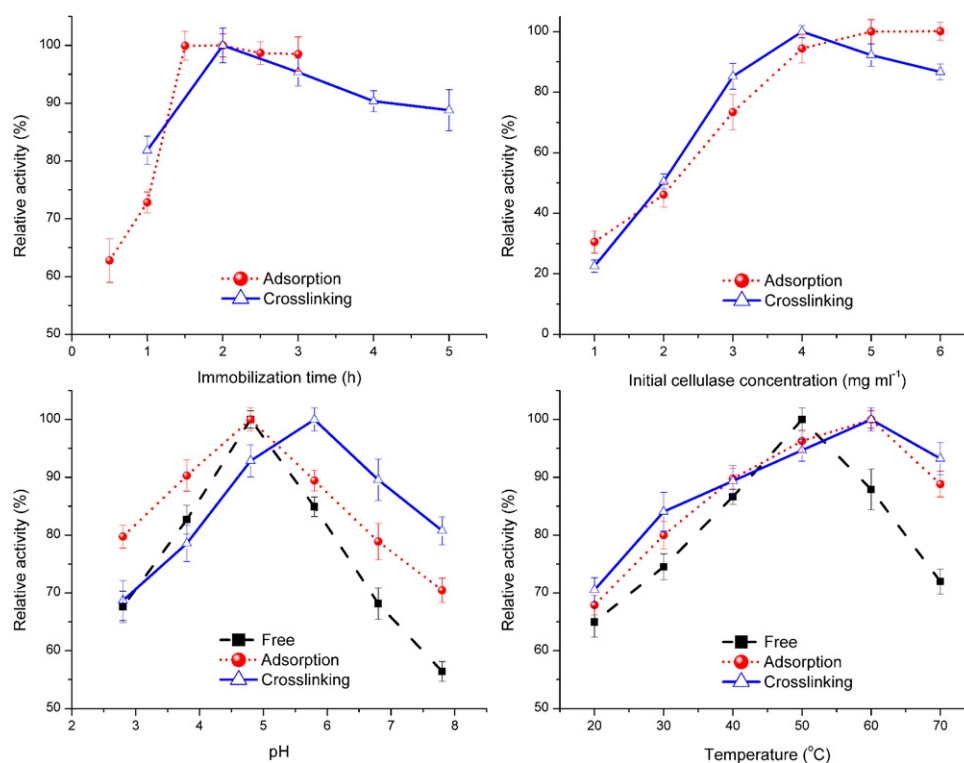 100
90
80
70
60
50
Relative activity (%)
Adsorption
Crosslinking
0 1 2 3 4 5
Immobilization time (h)
100
80
60
40
20
0
Relative activity (%)
Adsorption
Crosslinking
1 2 3 4 5 6
Initial cellulase concentration (mg ml⁻¹)
100
90
80
70
60
50
Relative activity (%)
Free
Adsorption
Crosslinking
2 3 4 5 6 7 8
pH
100
90
80
70
60
50
Relative activity (%)
Free
Adsorption
Crosslinking
20 30 40 50 60 70
Temperature (°C)